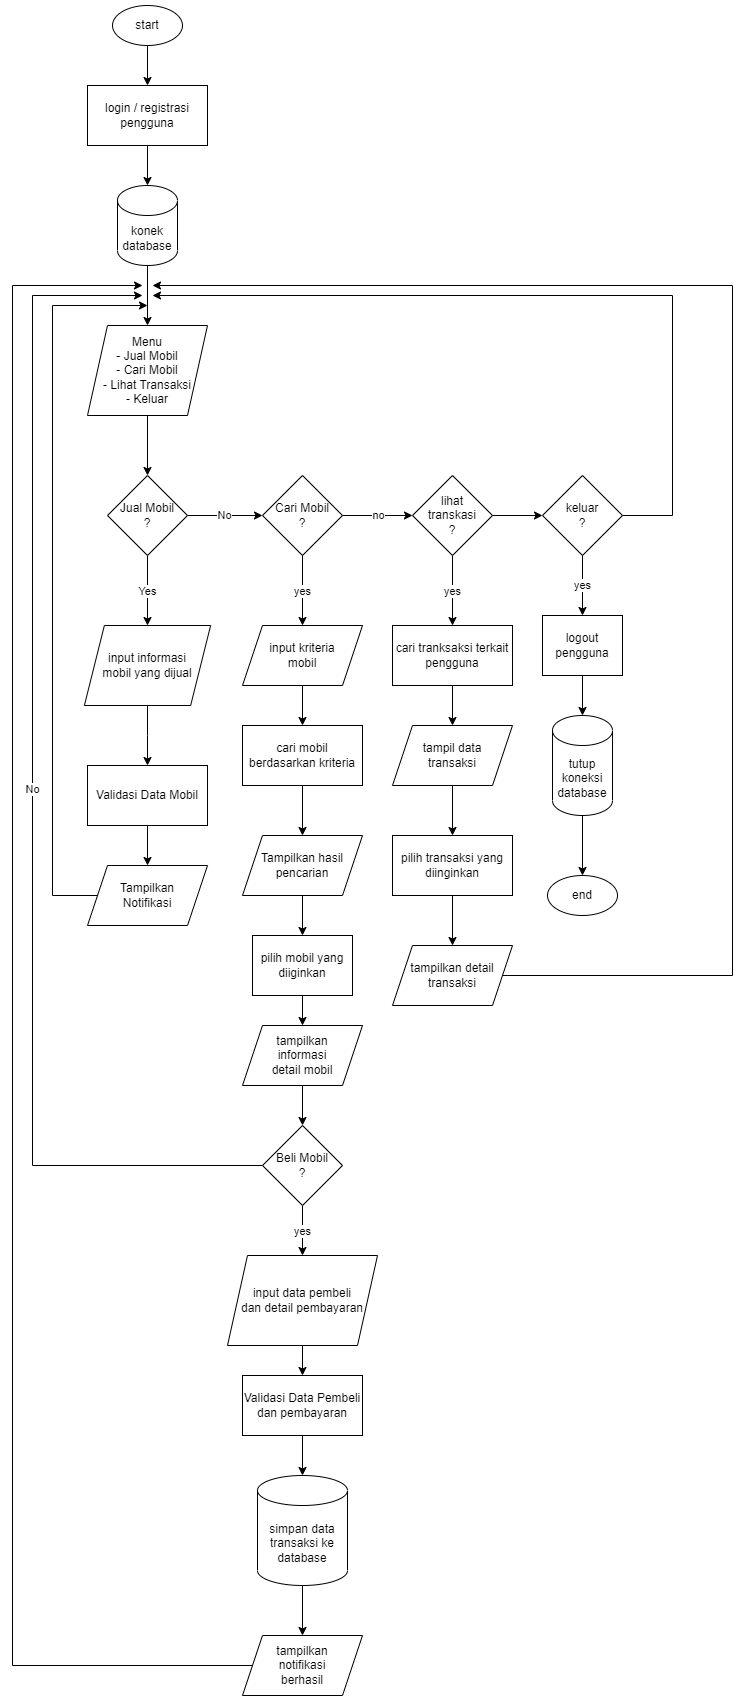 start
login / registrasi
pengguna
konek
database
Menu
- Jual Mobil
- Cari Mobil
- Lihat Transaksi
- Keluar
Jual Mobil
?
No
Cari Mobil
?
no
lihat
transkasi
?
keluar
?
Yes
yes
yes
yes
input informasi
mobil yang dijual
Validasi Data Mobil
Tampilkan
Notifikasi
input kriteria
mobil
cari mobil
berdasarkan kriteria
Tampilkan hasil
pencarian
pilih mobil yang
diiginkan
tampilkan
informasi
detail mobil
Beli Mobil
?
No
yes
input data pembeli
dan detail pembayaran
Validasi Data Pembeli
dan pembayaran
simpan data
transaksi ke
database
tampilkan
notifikasi
berhasil
cari tranksaksi terkait
pengguna
tampil data
transaksi
pilih transaksi yang
diinginkan
tampilkan detail
transaksi
logout
pengguna
tutup
koneksi
database
end